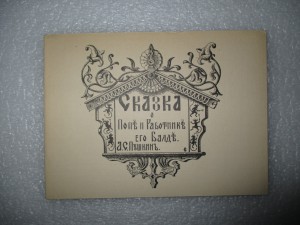 Сказка
о
Попѣ и Работникѣ
его Балдѣ.
А.С.Пушкинъ.